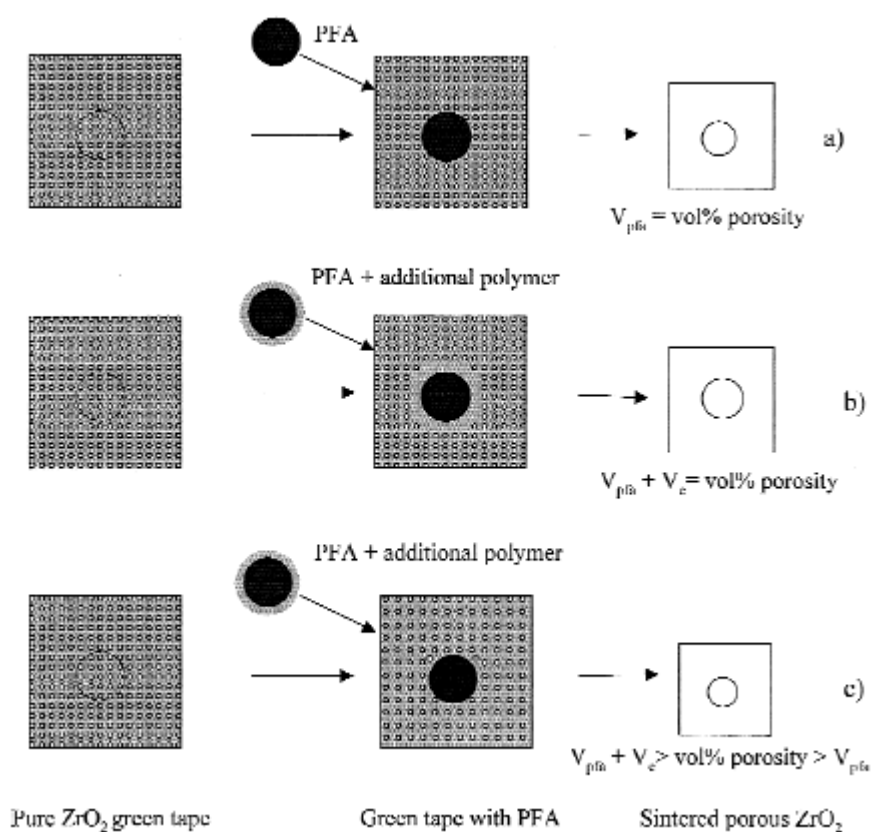 PFA
a)
V_pfa = vol% porosity
PFA + additional polymer
b)
V_pfa + V_e = vol% porosity
PFA + additional polymer
c)
V_pfa + V_e > vol% porosity > V_pfa
Pure ZrO₂ green tape Green tape with PFA Sintered porous ZrO₂